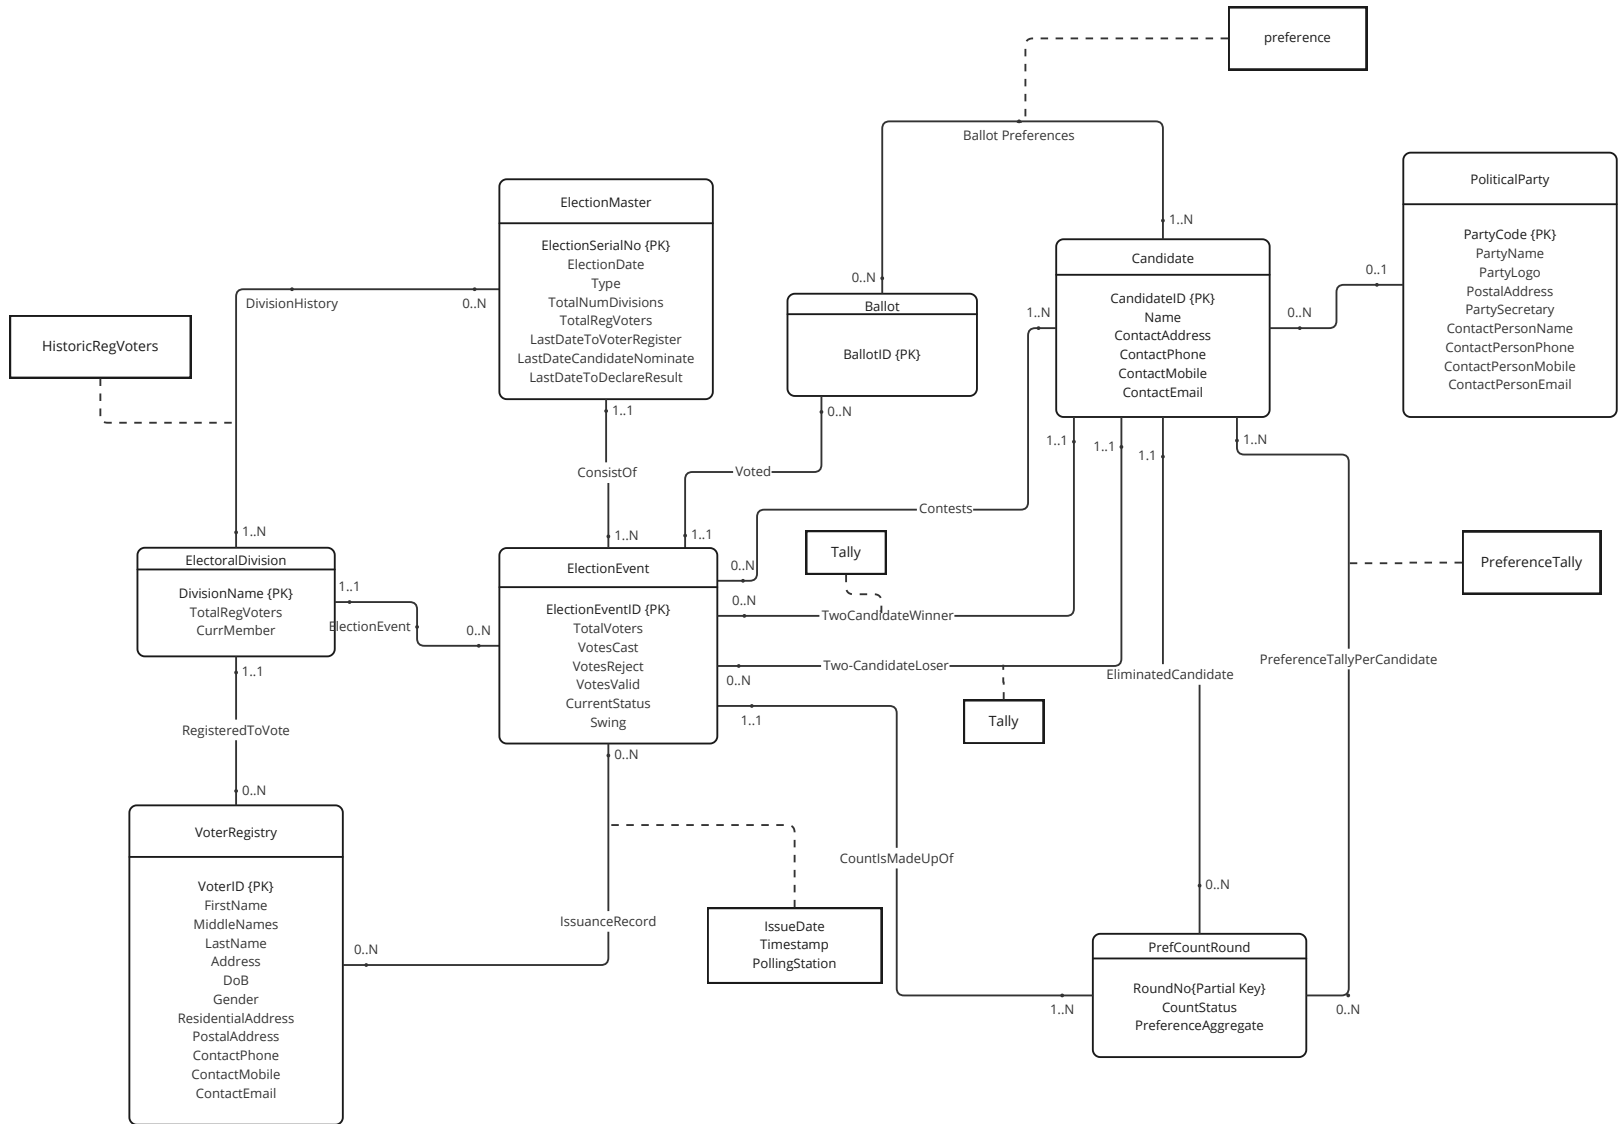 preference
Ballot Preferences
PoliticalParty
PartyCode {PK}
PartyName
PartyLogo
PostalAddress
PartySecretary
ContactPersonName
ContactPersonPhone
ContactPersonMobile
ContactPersonEmail
0..1
0..N
ElectionMaster
ElectionSerialNo {PK}
ElectionDate
Type
TotalNumDivisions
TotalRegVoters
LastDateToVoterRegister
LastDateCandidateNominate
LastDateToDeclareResult
1..N
Candidate
CandidateID {PK}
Name
ContactAddress
ContactPhone
ContactMobile
ContactEmail
0..N
Ballot
BallotID {PK}
0..N
DivisionHistory
0..N
HistoricRegVoters
1..N
1..1
ConsistOf
1..N
Voted
1..1
1..N
Contests
0..N
1..1
1..1
1.1
1..N
Tally
TwoCandidateWinner
0..N
Two-CandidateLoser
0..N
Tally
EliminatedCandidate
PreferenceTallyPerCandidate
PreferenceTally
ElectoralDivision
DivisionName {PK}
TotalRegVoters
CurrMember
1..1
ElectionEvent
0..N
ElectionEvent
ElectionEventID {PK}
TotalVoters
VotesCast
VotesReject
VotesValid
CurrentStatus
Swing
1..1
RegisteredToVote
0..N
0..N
1..1
CountIsMadeUpOf
VoterRegistry
VoterID {PK}
FirstName
MiddleNames
LastName
Address
DoB
Gender
ResidentialAddress
PostalAddress
ContactPhone
ContactMobile
ContactEmail
0..N
IssuanceRecord
IssueDate
Timestamp
PollingStation
0..N
PrefCountRound
RoundNo{Partial Key}
CountStatus
PreferenceAggregate
1..N
0..N